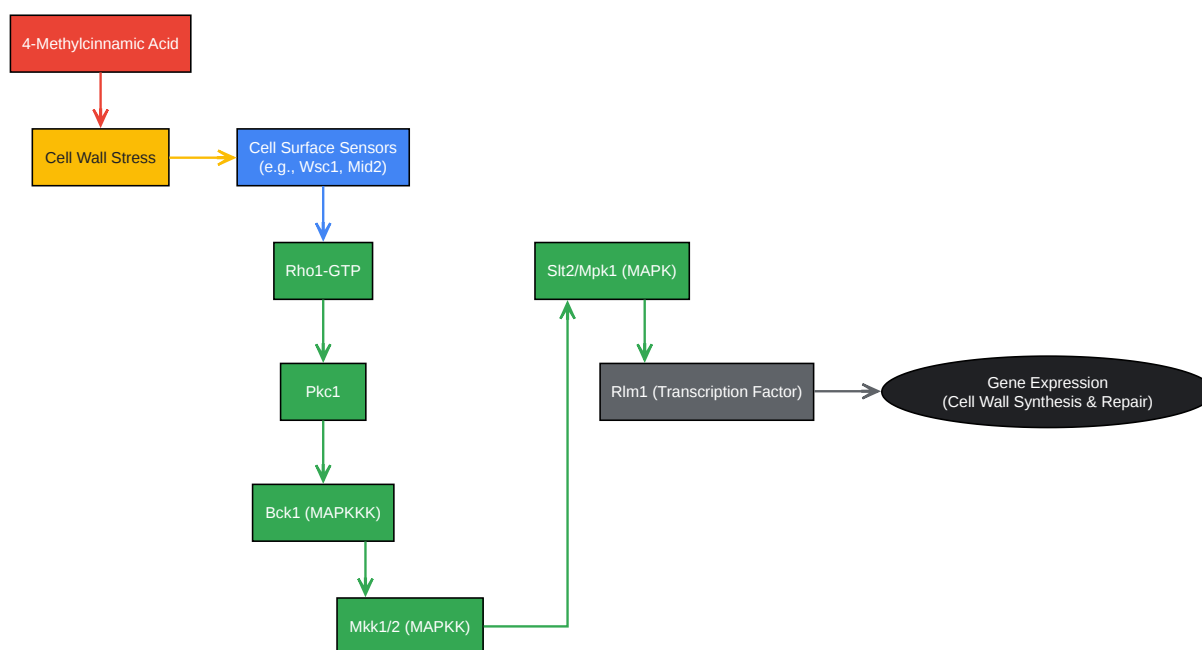 4-Methylcinnamic Acid
Cell Wall Stress
Cell Surface Sensors
(e.g., Wsc1, Mid2)
Rho1-GTP
Pkc1
Bck1 (MAPKKK)
Mkk1/2 (MAPKK)
Slt2/Mpk1 (MAPK)
Rlm1 (Transcription Factor)
Gene Expression
(Cell Wall Synthesis & Repair)